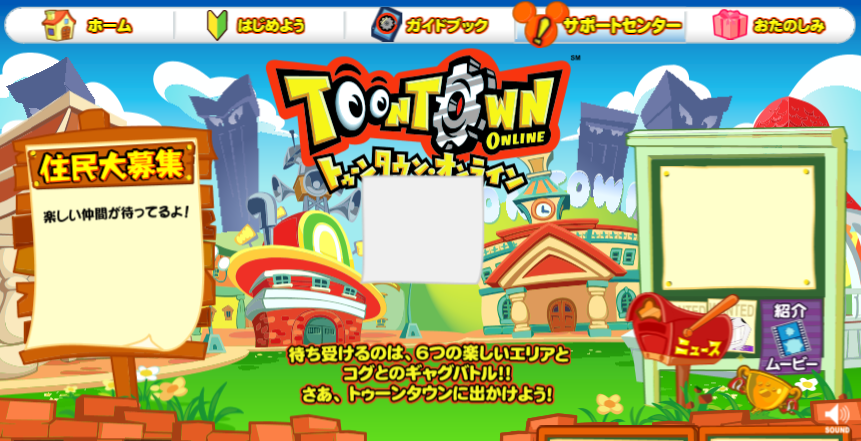 ホーム
はじめよう
ガイドブック
サポートセンター
おたのしみ
TOONTOWN
SM
ONLINE
トゥーンタウン・オンライン
住民大募集
楽しい仲間が待ってるよ!
紹介
ムービー
ニュース
待ち受けるのは、6つの楽しいエリアと
コグとのギャグバトル!!
さあ、トゥーンタウンに出かけよう!
SOUND